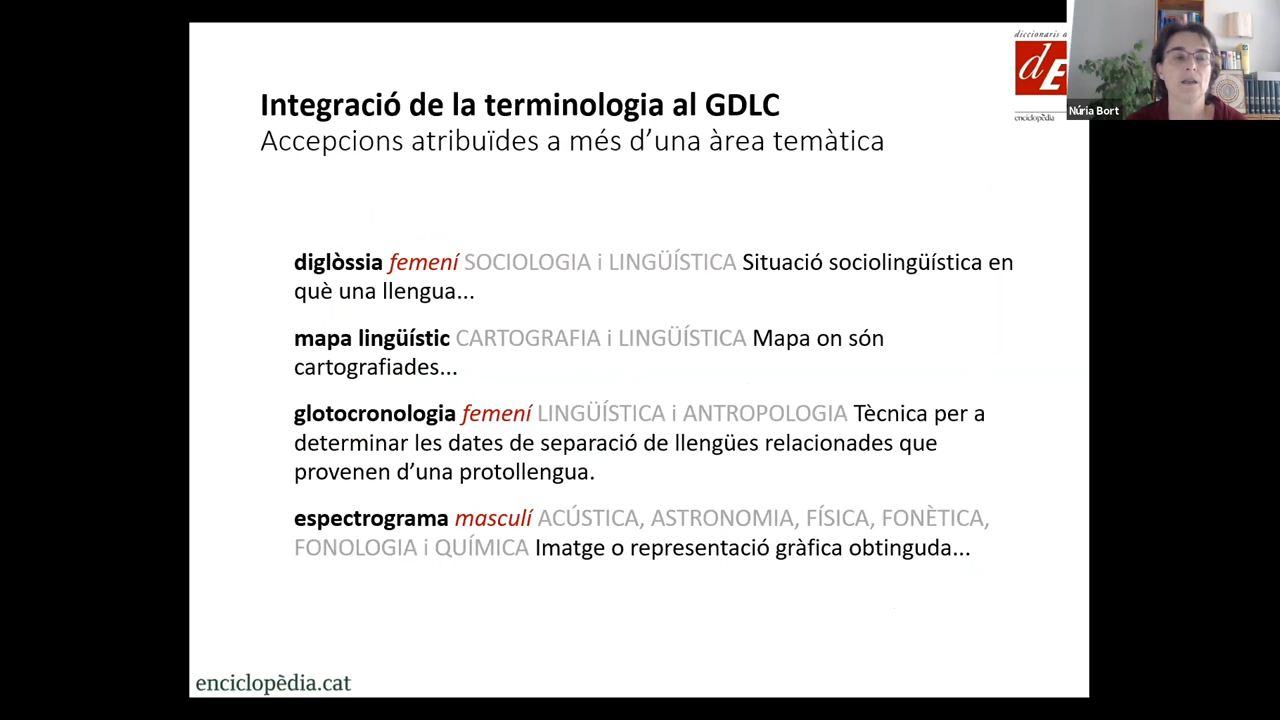 diccionaris
dE
enciclopèdia
Núria Bort
Integració de la terminologia al GDLC
Accepcions atribuïdes a més d’una àrea temàtica
diglòssia femení SOCIOLOGIA i LINGÜÍSTICA Situació sociolingüística en
què una llengua...
mapa lingüístic CARTOGRAFIA i LINGÜÍSTICA Mapa on són
cartografiades...
glotocronologia femení LINGÜÍSTICA i ANTROPOLOGIA Tècnica per a
determinar les dates de separació de llengües relacionades que
provenen d’una protollengua.
espectrograma masculí ACÚSTICA, ASTRONOMIA, FÍSICA, FONÈTICA,
FONOLOGIA i QUÍMICA Imatge o representació gràfica obtinguda...
enciclopèdia.cat